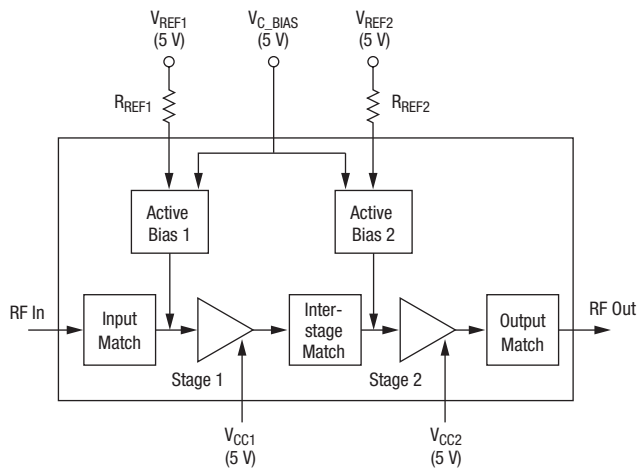 VREF1
(5 V)
VC_BIAS
(5 V)
VREF2
(5 V)
RREF1
RREF2
Active
Bias 1
Active
Bias 2
RF In
Input
Match
Stage 1
Inter-
stage
Match
Stage 2
Output
Match
RF Out
VCC1
(5 V)
VCC2
(5 V)